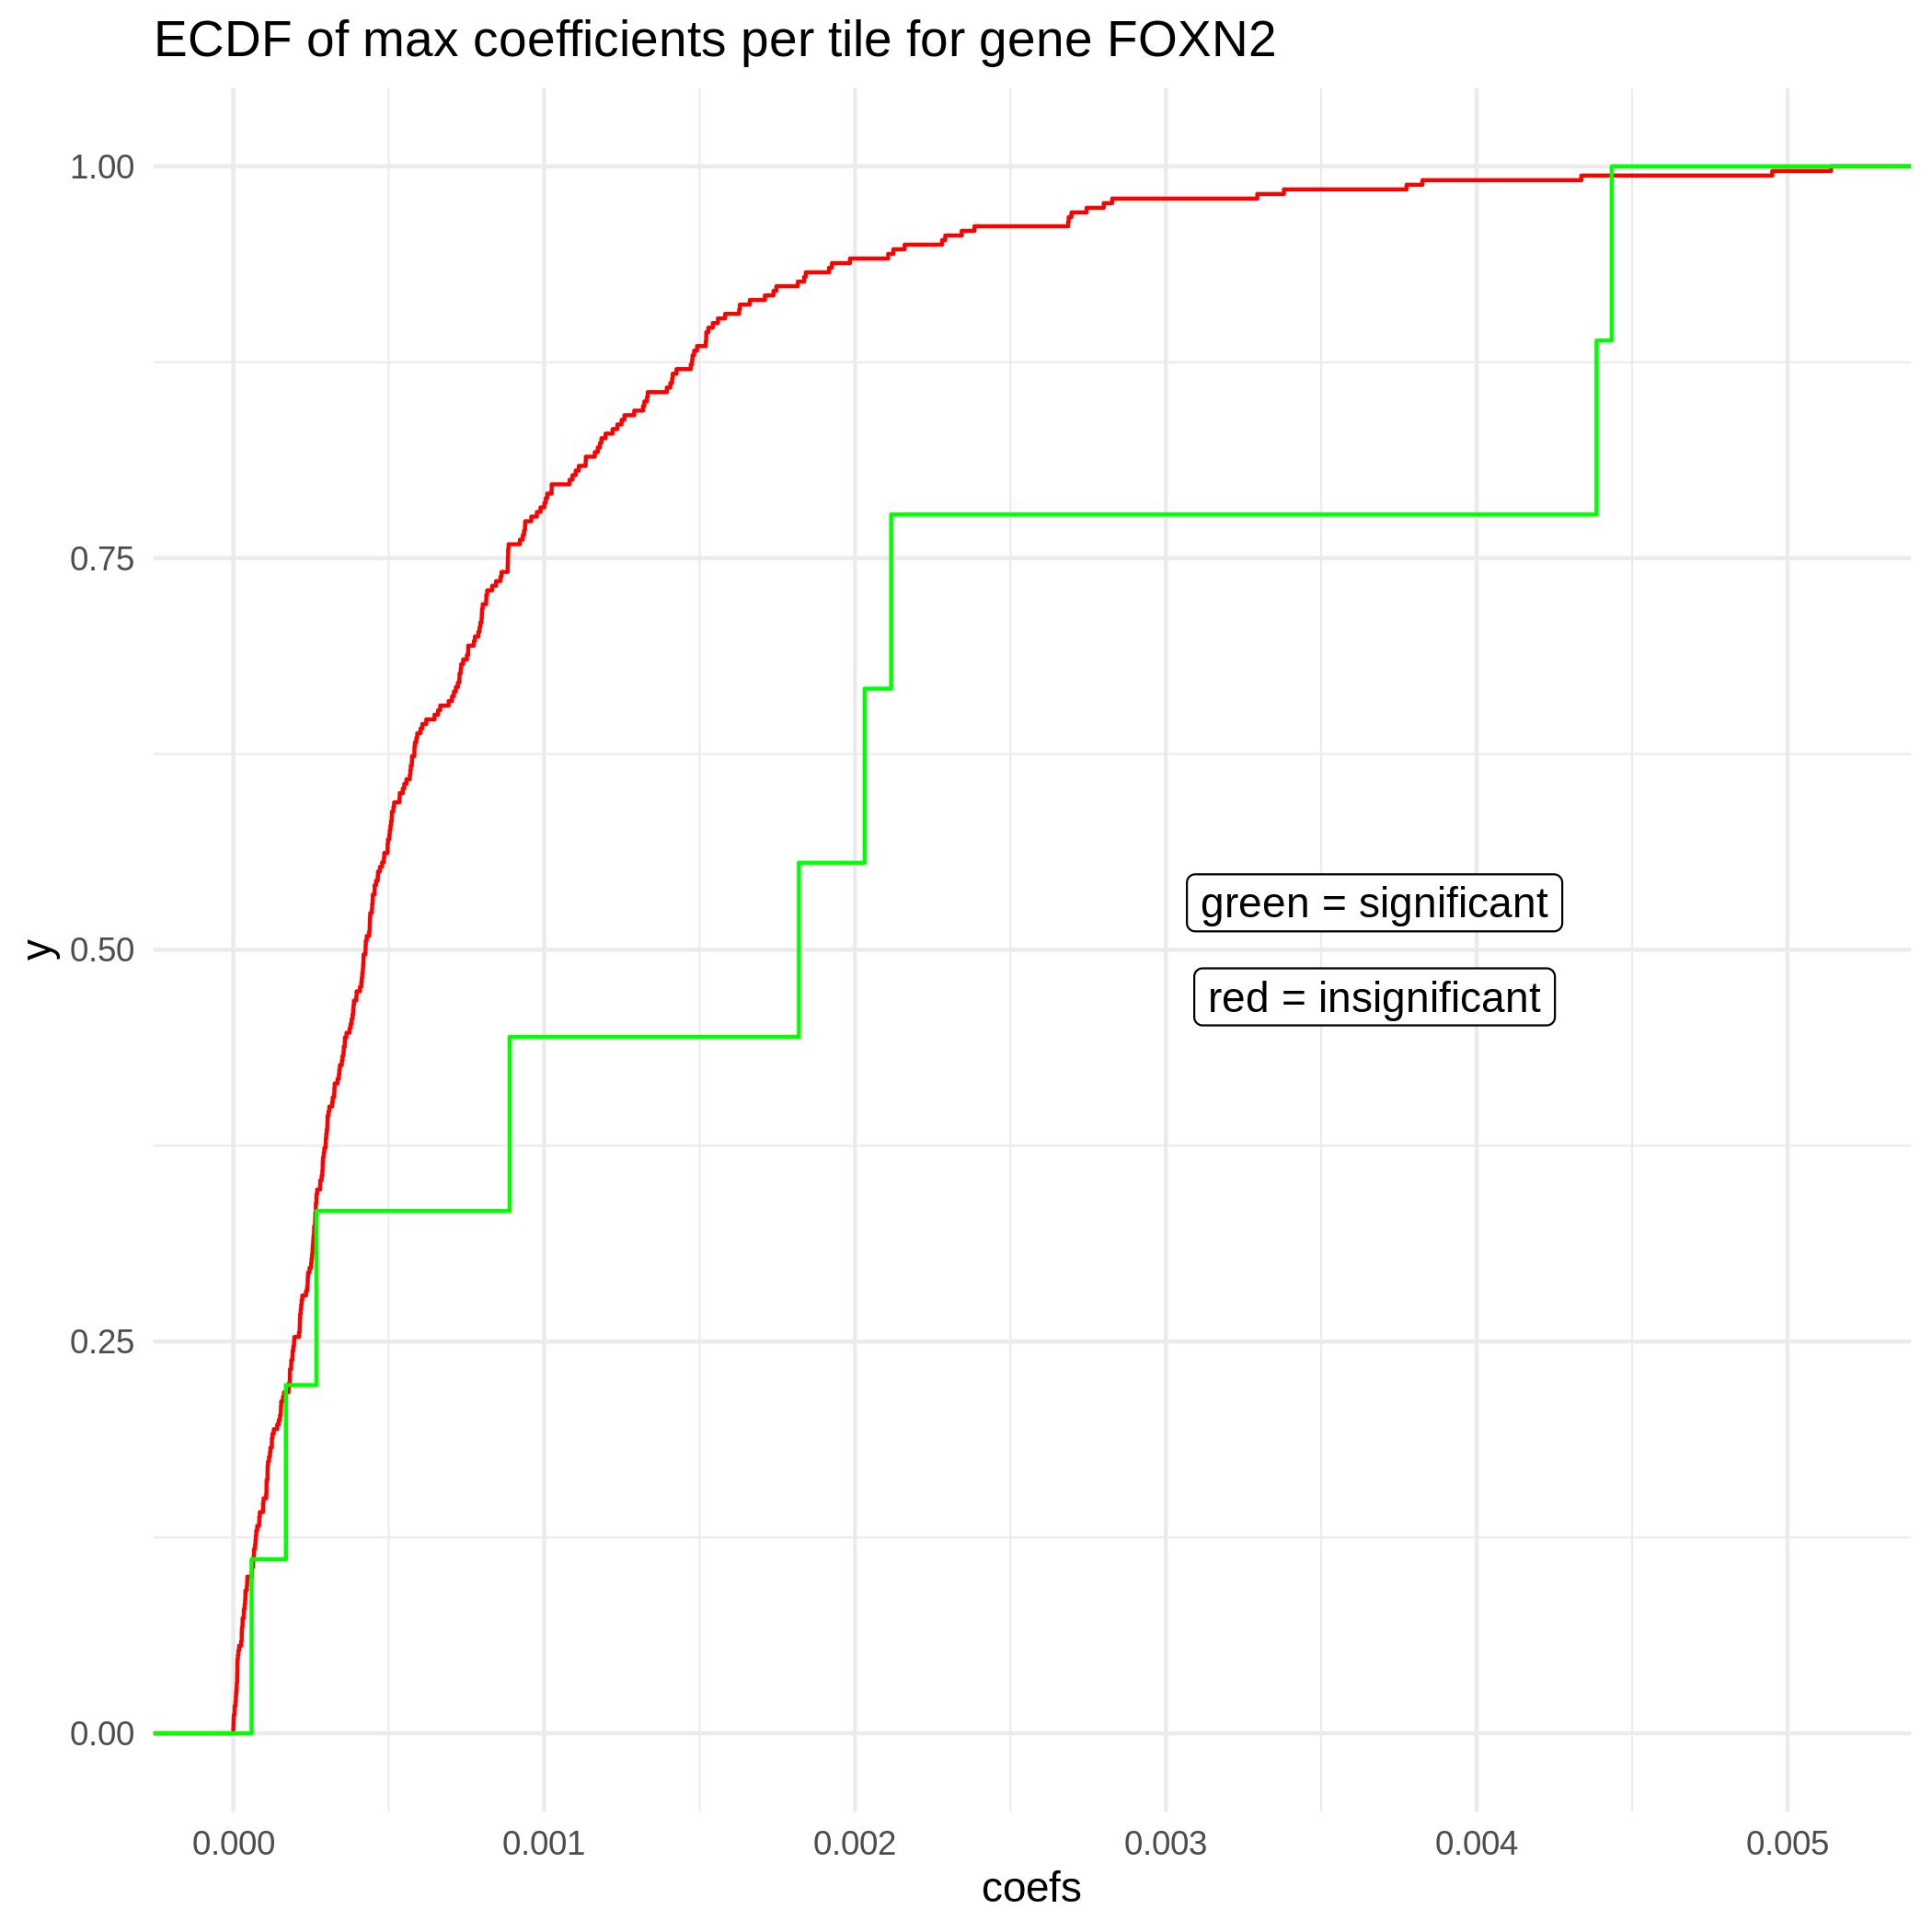 ECDF of max coefficients per tile for gene FOXN2
1.00
0.75
0.50
0.25
0.00
y
green = significant
red = insignificant
0.000 0.001 0.002 0.003 0.004 0.005
coefs